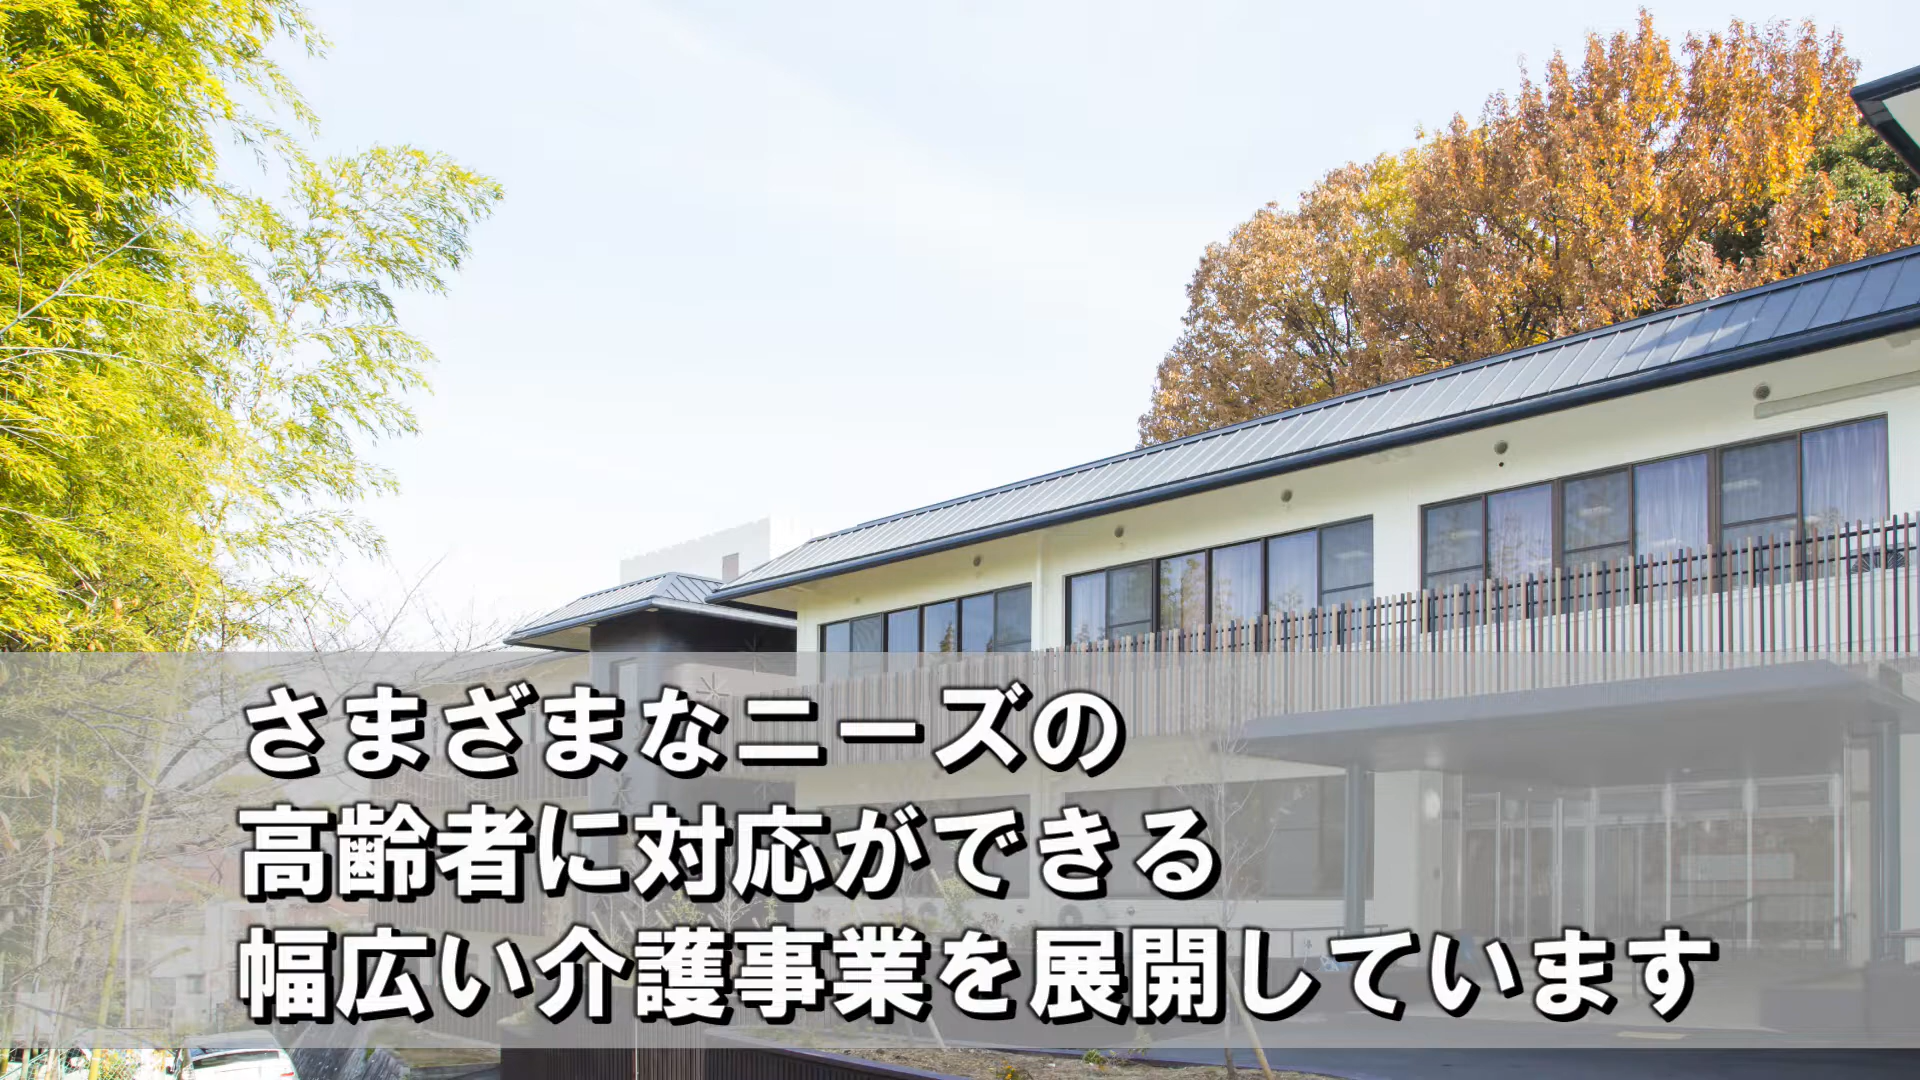 さまざまなニーズの
高齢者に対応ができる
幅広い介護事業を展開しています